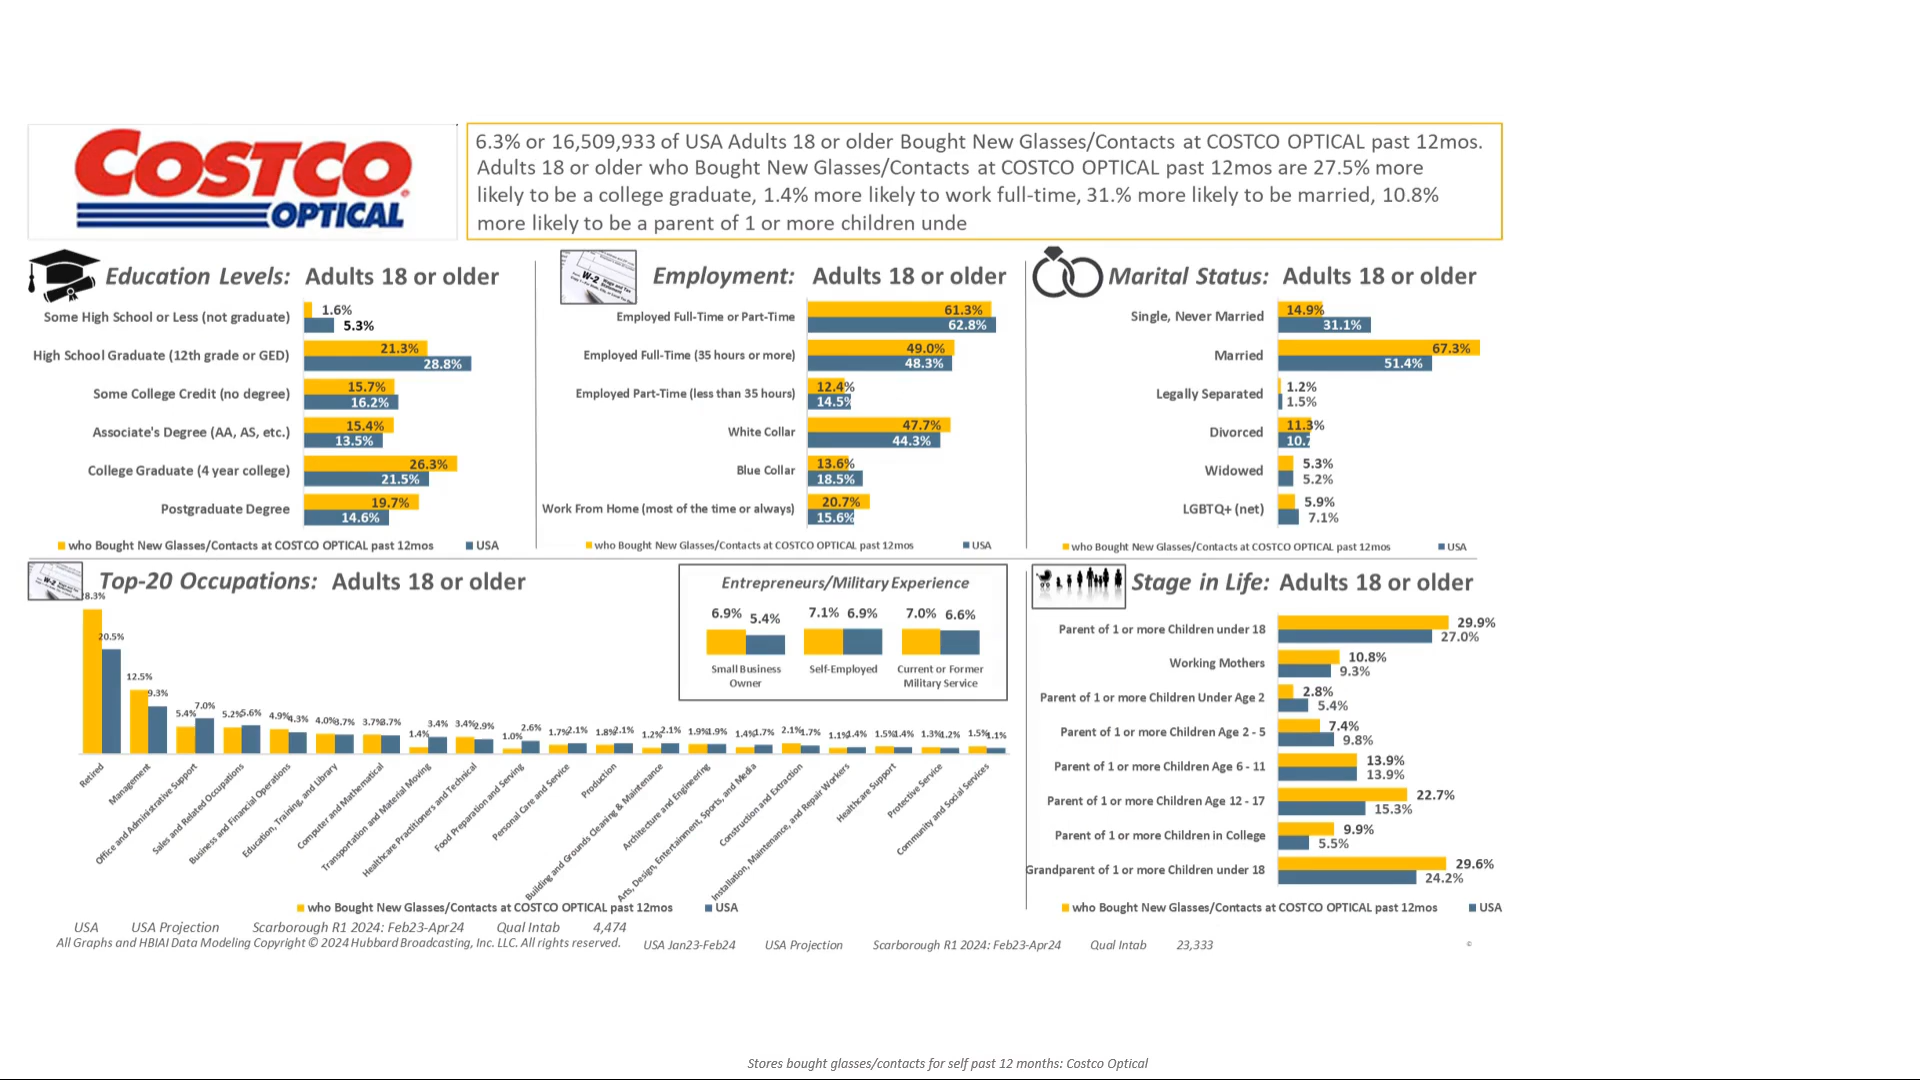 COSTCO
OPTICAL
6.3% or 16,509,933 of USA Adults 18 or older Bought New Glasses/Contacts at COSTCO OPTICAL past 12mos.
Adults 18 or older who Bought New Glasses/Contacts at COSTCO OPTICAL past 12mos are 27.5% more
likely to be a college graduate, 1.4% more likely to work full-time, 31.% more likely to be married, 10.8%
more likely to be a parent of 1 or more children unde
Education Levels: Adults 18 or older
Some High School or Less (not graduate) 1.6%
5.3%
High School Graduate (12th grade or GED) 21.3%
28.8%
Some College Credit (no degree) 15.7%
16.2%
Associate's Degree (AA, AS, etc.) 15.4%
13.5%
College Graduate (4 year college) 26.3%
21.5%
Postgraduate Degree 19.7%
14.6%
who Bought New Glasses/Contacts at COSTCO OPTICAL past 12mos USA
W-2 Employment: Adults 18 or older
Employed Full-Time or Part-Time 61.3%
62.8%
Employed Full-Time (35 hours or more) 49.0%
48.3%
Employed Part-Time (less than 35 hours) 12.4%
14.5%
White Collar 47.7%
44.3%
Blue Collar 13.6%
18.5%
Work From Home (most of the time or always) 20.7%
15.6%
who Bought New Glasses/Contacts at COSTCO OPTICAL past 12mos USA
Marital Status: Adults 18 or older
Single, Never Married 14.9%
31.1%
Married 67.3%
51.4%
Legally Separated 1.2%
1.5%
Divorced 11.3%
10.7
Widowed 5.3%
5.2%
LGBTQ+ (net) 5.9%
7.1%
who Bought New Glasses/Contacts at COSTCO OPTICAL past 12mos USA
Top-20 Occupations: Adults 18 or older
8.3%
20.5%
12.5% 9.3%
5.4% 7.0%
5.2% 5.6%
4.9% 4.3%
4.0% 3.7%
3.7% 3.7%
1.4% 3.4%
3.4% 2.9%
1.0% 2.6%
1.7% 2.1%
1.8% 2.1%
1.2% 2.1%
1.9% 1.9%
1.4% 1.7%
2.1% 1.7%
1.1% 1.4%
1.5% 1.4%
1.3% 1.2%
1.5% 1.1%
Retired
Management
Office and Administrative Support
Sales and Related Occupations
Business and Financial Operations
Education, Training, and Library
Computer and Mathematical
Transportation and Material Moving
Healthcare Practitioners and Technical
Food Preparation and Serving
Personal Care and Service
Production
Building and Grounds Cleaning & Maintenance
Architecture and Engineering
Arts, Design, Entertainment, Sports, and Media
Construction and Extraction
Installation, Maintenance, and Repair Workers
Healthcare Support
Protective Service
Community and Social Services
who Bought New Glasses/Contacts at COSTCO OPTICAL past 12mos USA
Entrepreneurs/Military Experience
6.9% 5.4% 7.1% 6.9% 7.0% 6.6%
Small Business Self-Employed Current or Former
Owner Military Service
Stage in Life: Adults 18 or older
Parent of 1 or more Children under 18 29.9%
27.0%
Working Mothers 10.8%
9.3%
Parent of 1 or more Children Under Age 2 2.8%
5.4%
Parent of 1 or more Children Age 2 - 5 7.4%
9.8%
Parent of 1 or more Children Age 6 - 11 13.9%
13.9%
Parent of 1 or more Children Age 12 - 17 22.7%
15.3%
Parent of 1 or more Children in College 9.9%
5.5%
Grandparent of 1 or more Children under 18 29.6%
24.2%
who Bought New Glasses/Contacts at COSTCO OPTICAL past 12mos USA
USA USA Projection Scarborough R1 2024: Feb23-Apr24 Qual Intab 4,474
All Graphs and HBIAI Data Modeling Copyright © 2024 Hubbard Broadcasting, Inc. LLC. All rights reserved.
USA Jan23-Feb24 USA Projection Scarborough R1 2024: Feb23-Apr24 Qual Intab 23,333
©
Stores bought glasses/contacts for self past 12 months: Costco Optical